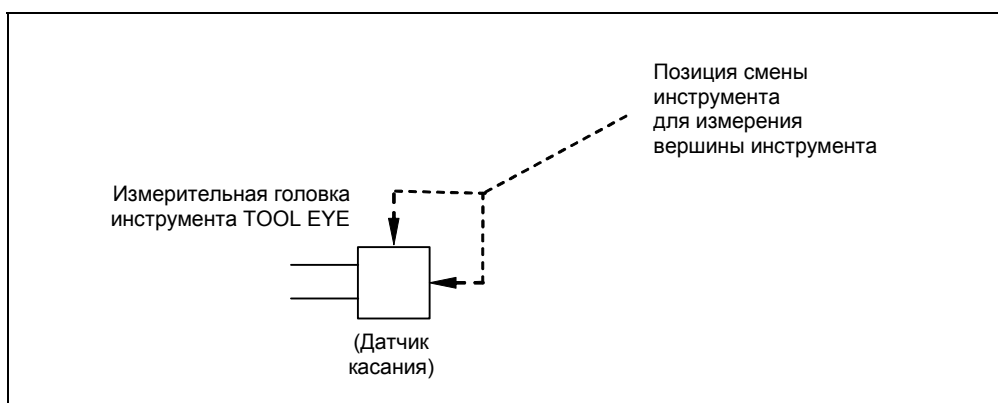 Позиция смены
инструмента
для измерения
вершины инструмента
Измерительная головка
инструмента TOOL EYE
(Датчик
касания)